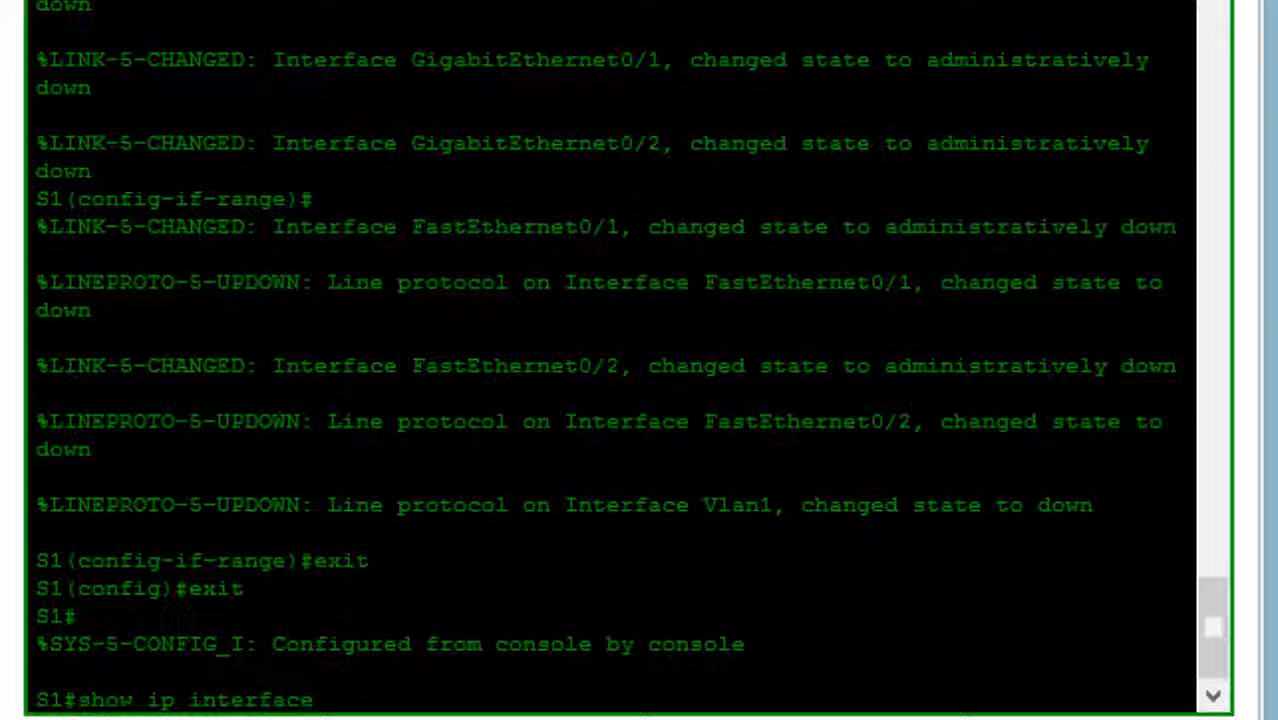 down
%LINK-5-CHANGED: Interface GigabitEthernet0/1, changed state to administratively
down
%LINK-5-CHANGED: Interface GigabitEthernet0/2, changed state to administratively
down
S1(config-if-range)#
%LINK-5-CHANGED: Interface FastEthernet0/1, changed state to administratively down
%LINEPROTO-5-UPDOWN: Line protocol on Interface FastEthernet0/1, changed state to
down
%LINK-5-CHANGED: Interface FastEthernet0/2, changed state to administratively down
%LINEPROTO-5-UPDOWN: Line protocol on Interface FastEthernet0/2, changed state to
down
%LINEPROTO-5-UPDOWN: Line protocol on Interface Vlan1, changed state to down
S1(config-if-range)#exit
S1(config)#exit
S1#
%SYS-5-CONFIG_I: Configured from console by console
S1#show ip interface